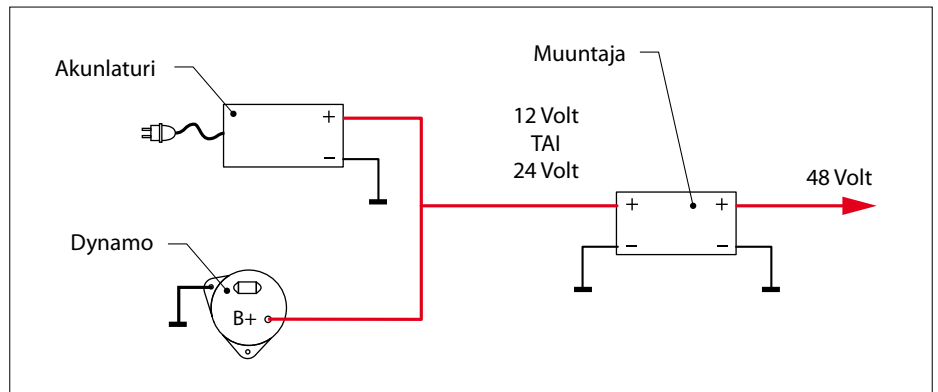 Akunlaturi
+
–
Muuntaja
12 Volt
TAI
24 Volt
48 Volt
+ +
– –
Dynamo
B+